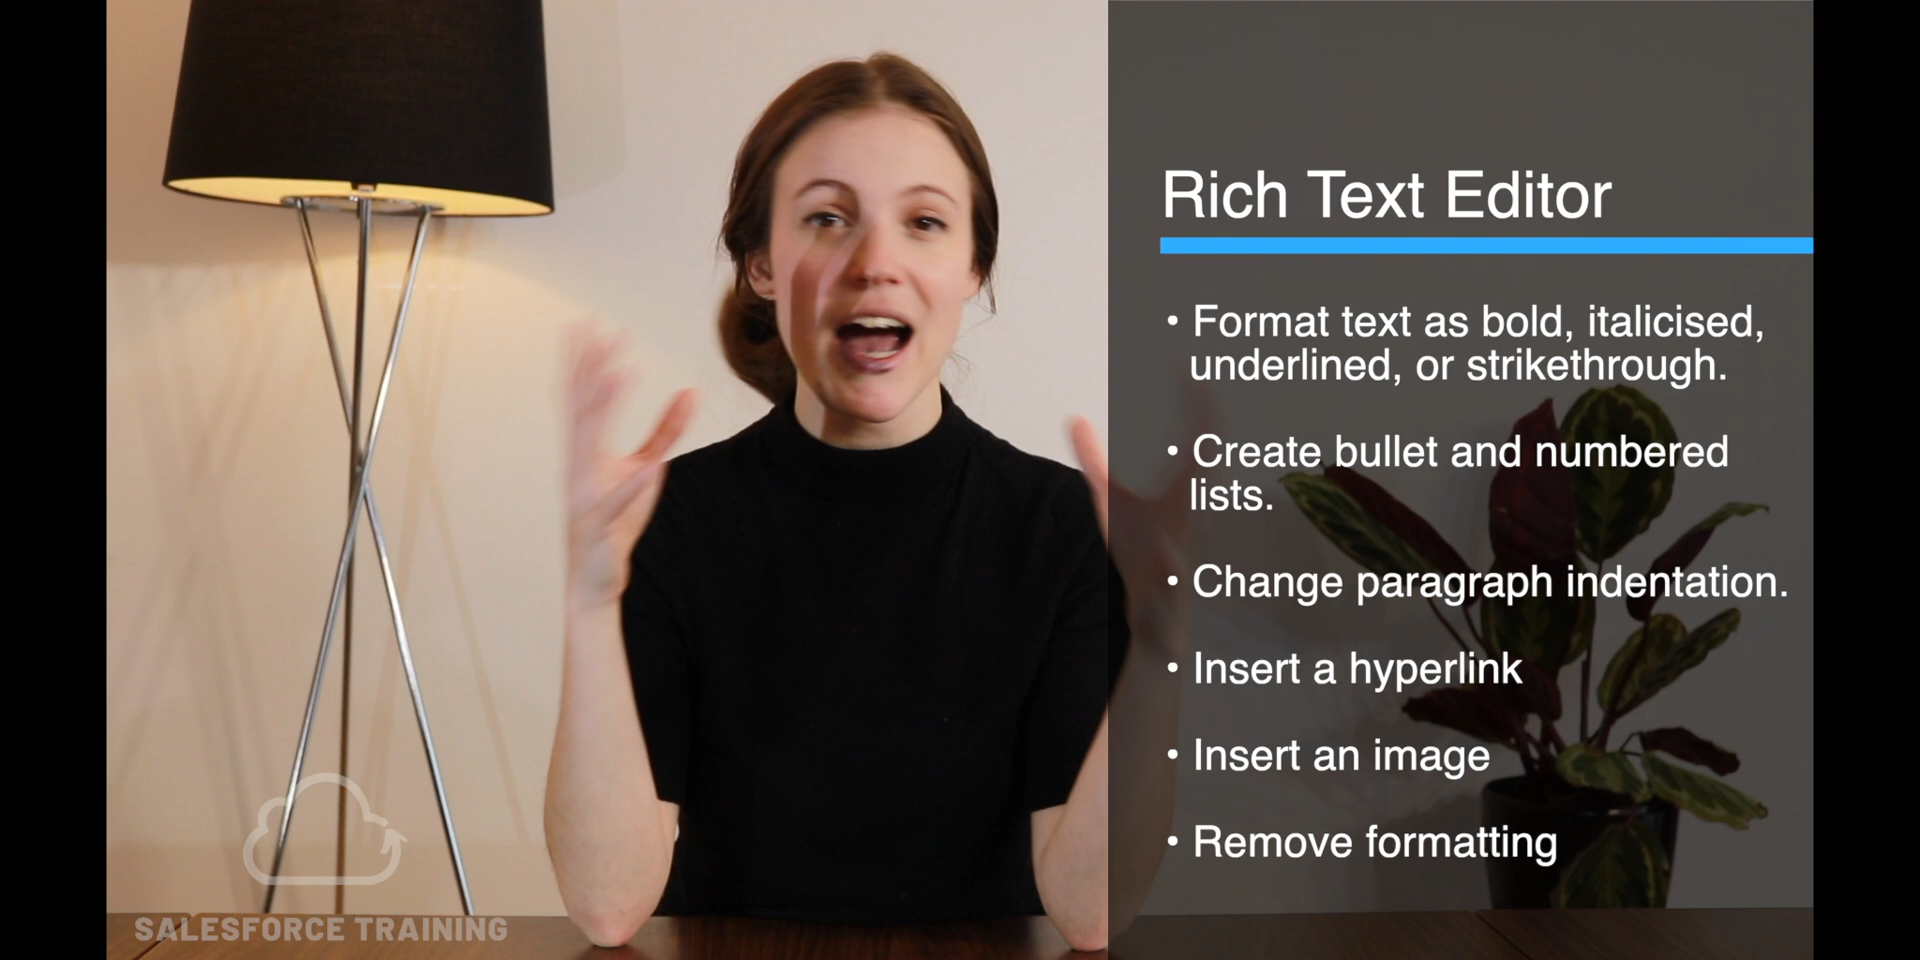 Rich Text Editor
• Format text as bold, italicised,
underlined, or strikethrough.
• Create bullet and numbered
lists.
• Change paragraph indentation.
• Insert a hyperlink
• Insert an image
• Remove formatting
SALESFORCE TRAINING